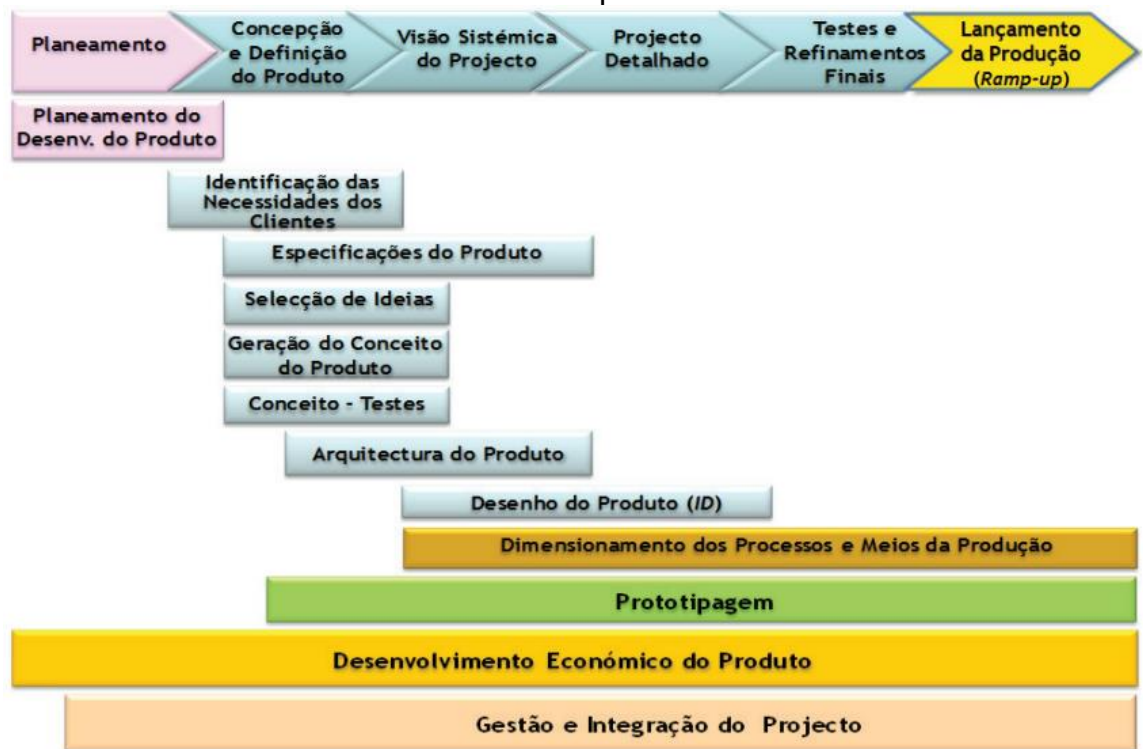 Planeamento
Concepção
e Definição
do Produto
Visão Sistémica
do Projecto
Projecto
Detalhado
Testes e
Refinamentos
Finais
Lançamento
da Produção
(Ramp-up)
Planeamento do
Desenv. do Produto
Identificação das
Necessidades dos
Clientes
Especificações do Produto
Selecção de Ideias
Geração do Conceito
do Produto
Conceito - Testes
Arquitectura do Produto
Desenho do Produto (ID)
Dimensionamento dos Processos e Meios da Produção
Prototipagem
Desenvolvimento Económico do Produto
Gestão e Integração do Projecto